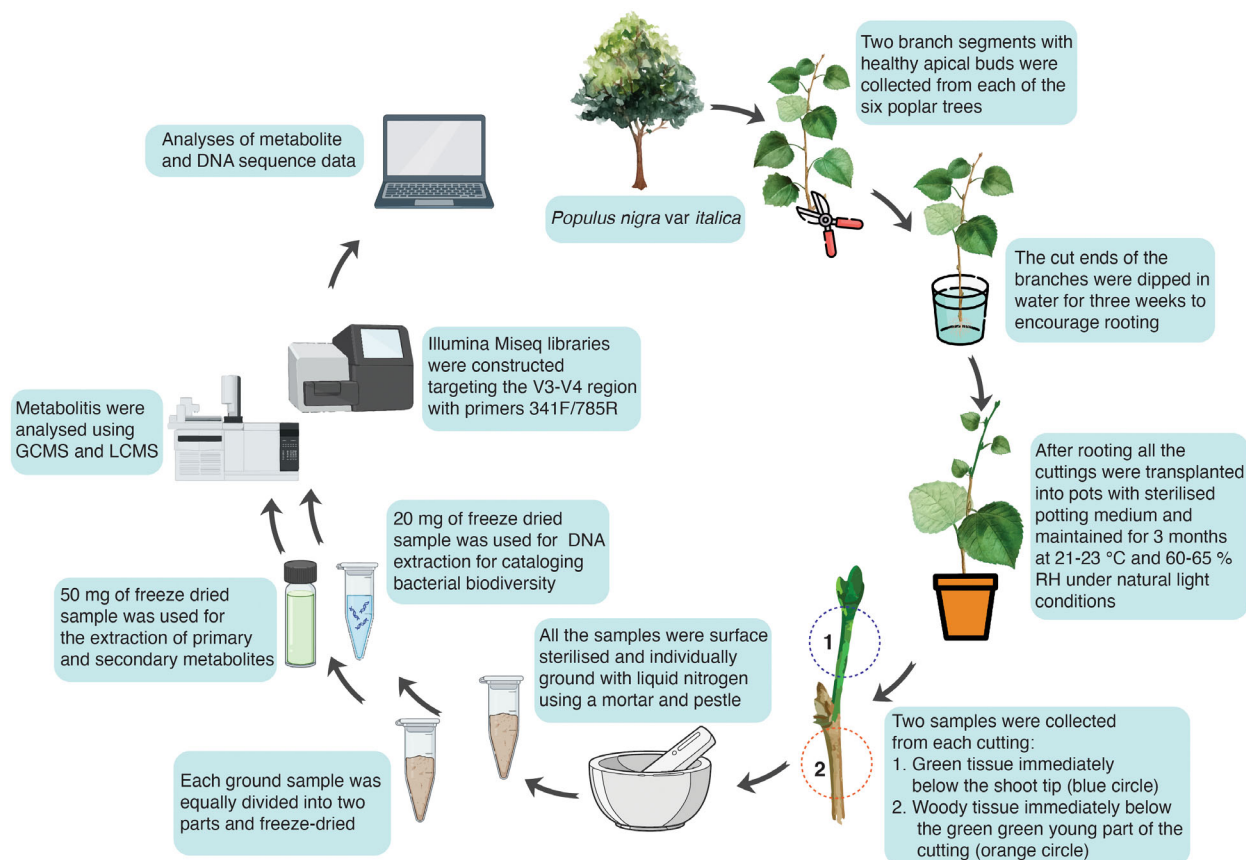 Populus nigra var italica
Two branch segments with
healthy apical buds were
collected from each of the
six poplar trees
The cut ends of the
branches were dipped in
water for three weeks to
encourage rooting
After rooting all the
cuttings were transplanted
into pots with sterilised
potting medium and
maintained for 3 months
at 21-23 °C and 60-65 %
RH under natural light
conditions
1
2
Two samples were collected
from each cutting:
1. Green tissue immediately
below the shoot tip (blue circle)
2. Woody tissue immediately below
the green green young part of the
cutting (orange circle)
All the samples were surface
sterilised and individually
ground with liquid nitrogen
using a mortar and pestle
Each ground sample was
equally divided into two
parts and freeze-dried
20 mg of freeze dried
sample was used for DNA
extraction for cataloging
bacterial biodiversity
50 mg of freeze dried
sample was used for
the extraction of primary
and secondary metabolites
Metabolitis were
analysed using
GCMS and LCMS
Illumina Miseq libraries
were constructed
targeting the V3-V4 region
with primers 341F/785R
Analyses of metabolite
and DNA sequence data